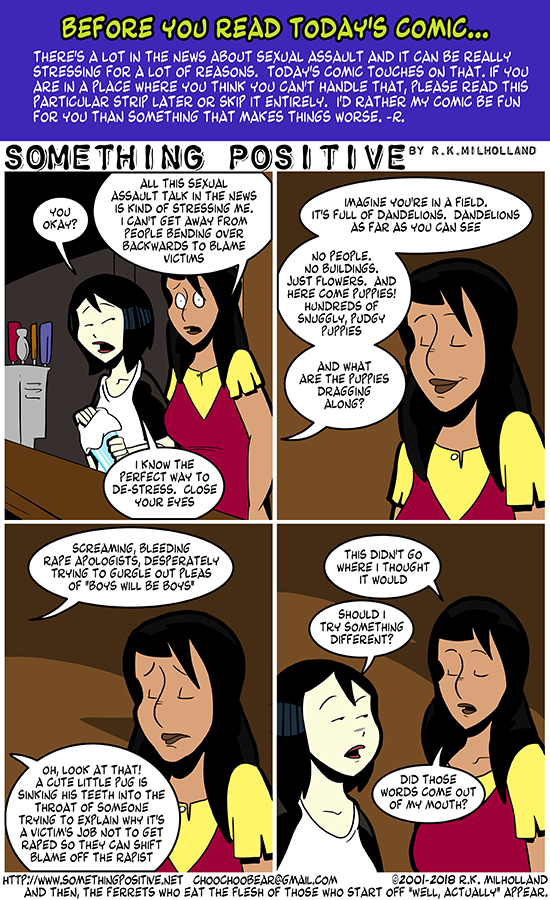 BEFORE YOU READ TODAY'S COMIC...
THERE'S A LOT IN THE NEWS ABOUT SEXUAL ASSAULT AND IT CAN BE REALLY
STRESSING FOR A LOT OF REASONS. TODAY'S COMIC TOUCHES ON THAT. IF YOU
ARE IN A PLACE WHERE YOU THINK YOU CAN'T HANDLE THAT, PLEASE READ THIS
PARTICULAR STRIP LATER OR SKIP IT ENTIRELY. I'D RATHER MY COMIC BE FUN
FOR YOU THAN SOMETHING THAT MAKES THINGS WORSE. -R.
SOMETHING POSITIVE BY R.K.MILHOLLAND
YOU
OKAY?
ALL THIS SEXUAL
ASSAULT TALK IN THE NEWS
IS KIND OF STRESSING ME.
I CAN'T GET AWAY FROM
PEOPLE BENDING OVER
BACKWARDS TO BLAME
VICTIMS
I KNOW THE
PERFECT WAY TO
DE-STRESS. CLOSE
YOUR EYES
IMAGINE YOU'RE IN A FIELD.
IT'S FULL OF DANDELIONS. DANDELIONS
AS FAR AS YOU CAN SEE
NO PEOPLE.
NO BUILDINGS.
JUST FLOWERS. AND
HERE COME PUPPIES!
HUNDREDS OF
SNUGGLY, PUDGY
PUPPIES
AND WHAT
ARE THE PUPPIES
DRAGGING
ALONG?
SCREAMING, BLEEDING
RAPE APOLOGISTS, DESPERATELY
TRYING TO GURGLE OUT PLEAS
OF "BOYS WILL BE BOYS"
OH, LOOK AT THAT!
A CUTE LITTLE PUG IS
SINKING HIS TEETH INTO THE
THROAT OF SOMEONE
TRYING TO EXPLAIN WHY IT'S
A VICTIM'S JOB NOT TO GET
RAPED SO THEY CAN SHIFT
BLAME OFF THE RAPIST
THIS DIDN'T GO
WHERE I THOUGHT
IT WOULD
SHOULD I
TRY SOMETHING
DIFFERENT?
DID THOSE
WORDS COME OUT
OF MY MOUTH?
HTTP://WWW.SOMETHINGPOSITIVE.NET CHOOCHOOBEAR@GMAIL.COM ©2001-2018 R.K. MILHOLLAND
AND THEN, THE FERRETS WHO EAT THE FLESH OF THOSE WHO START OFF "WELL, ACTUALLY" APPEAR.